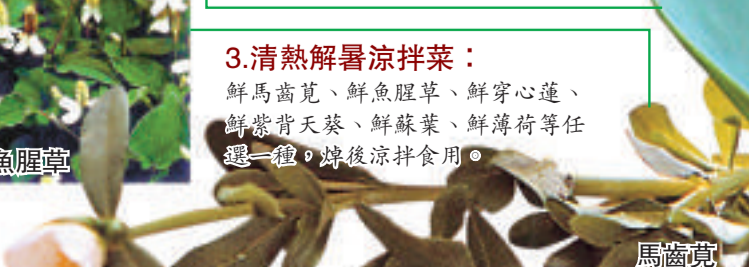 3.清熱解暑涼拌菜：
鮮馬齒莧、鮮魚腥草、鮮穿心蓮、
鮮紫背天葵、鮮蘇葉、鮮薄荷等任
選一種，焯後涼拌食用。
魚腥草
馬齒莧